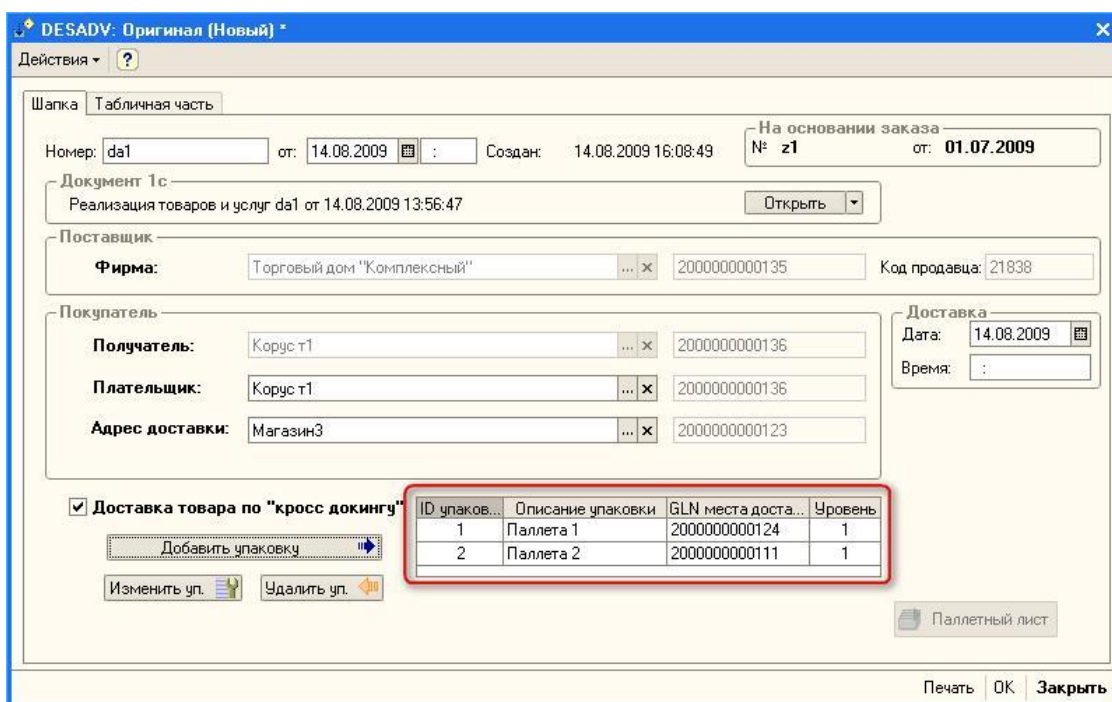 DESADV: Оригинал (Новый) *
Действия
?
Шапка Табличная часть
На основании заказа
Номер: da1 от: 14.08.2009 : Создан: 14.08.2009 16:08:49 № z1 от: 01.07.2009
Документ 1с
Реализация товаров и услуг da1 от 14.08.2009 13:56:47 Открыть
Поставщик
Фирма: Торговый дом "Комплексный" ... x 2000000000135 Код продавца: 21838
Покупатель Доставка
Получатель: Корус т1 ... x 2000000000136 Дата: 14.08.2009
Время: :
Плательщик: Корус т1 ... x 2000000000136
Адрес доставки: Магазин3 ... x 2000000000123
Доставка товара по "кросс докингу"
ID упаков... Описание упаковки GLN места доста... Уровень
1 Паллета 1 2000000000124 1
2 Паллета 2 2000000000111 1
Добавить упаковку
Изменить уп. Удалить уп.
Паллетный лист
Печать OK Закрыть